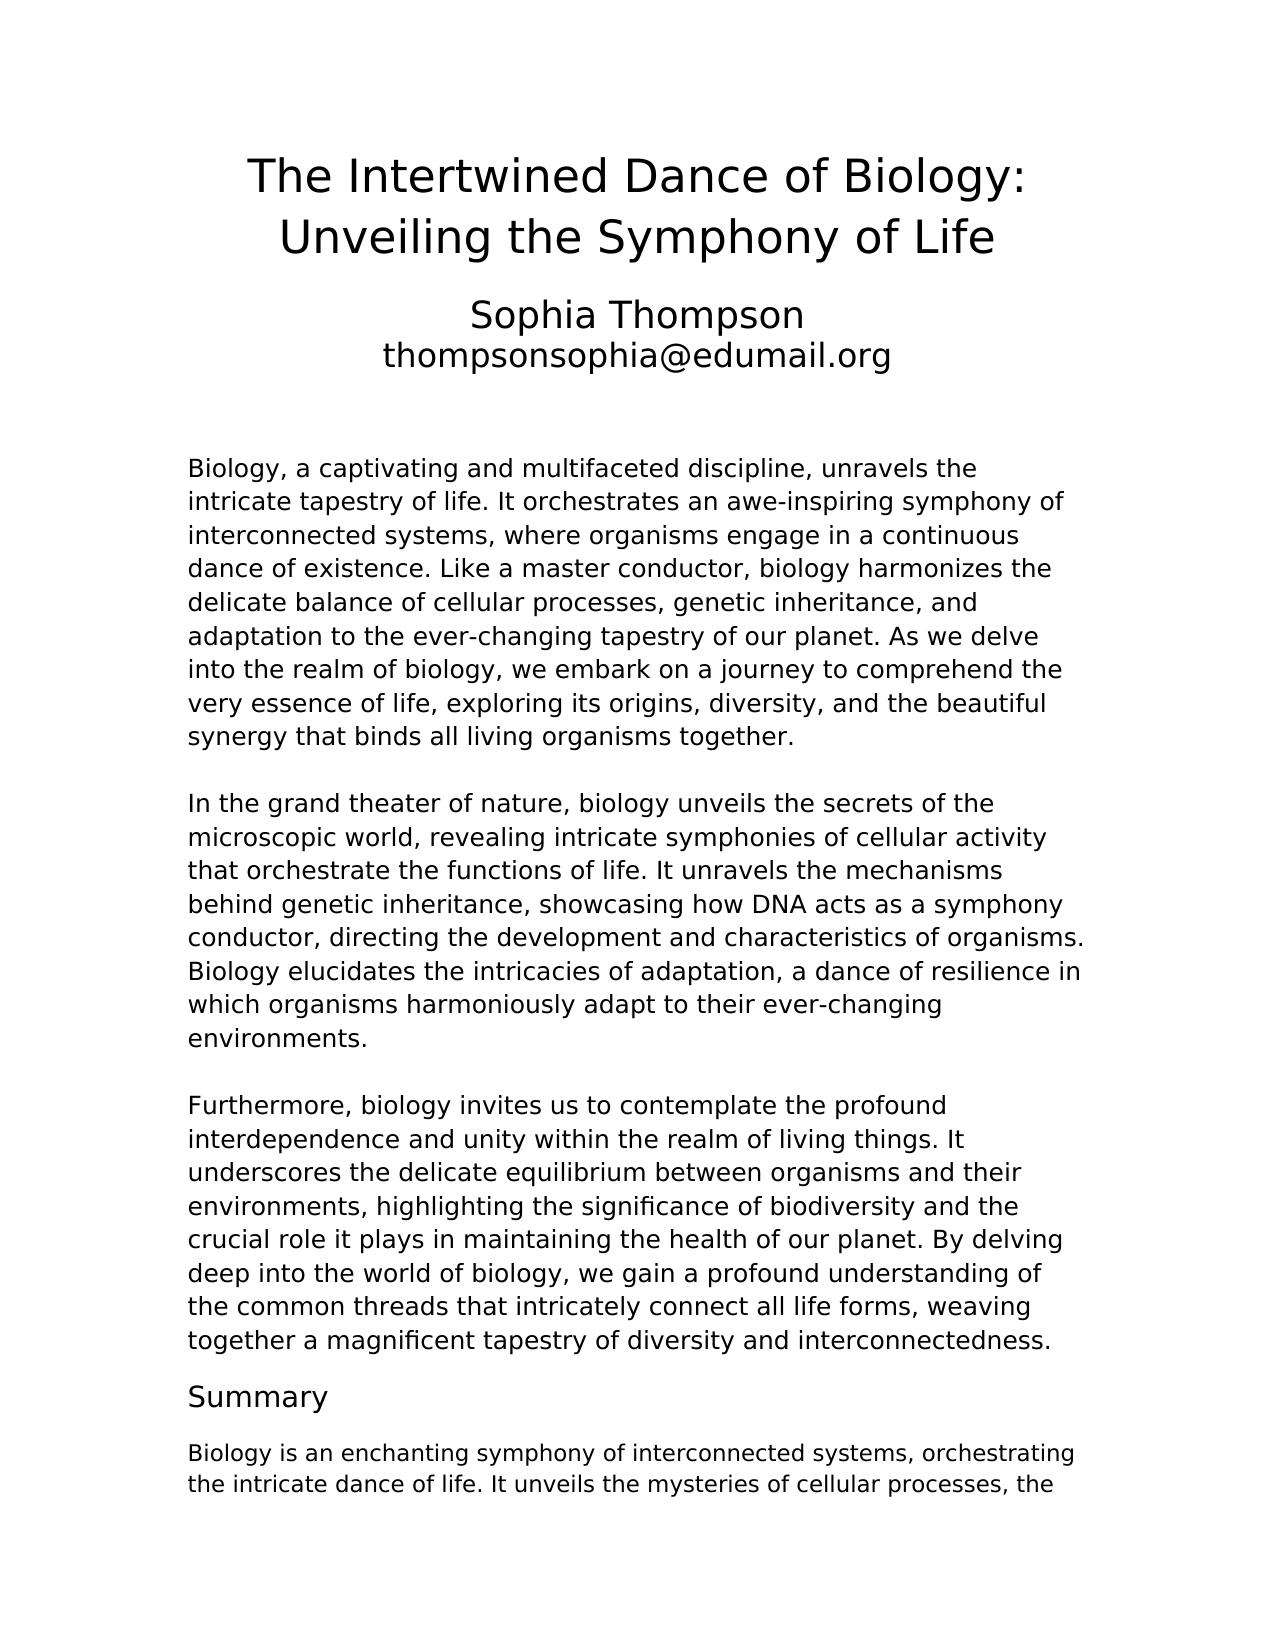 The Intertwined Dance of Biology:
Unveiling the Symphony of Life
Sophia Thompson
thompsonsophia@edumail.org
Biology, a captivating and multifaceted discipline, unravels the
intricate tapestry of life. It orchestrates an awe-inspiring symphony of
interconnected systems, where organisms engage in a continuous
dance of existence. Like a master conductor, biology harmonizes the
delicate balance of cellular processes, genetic inheritance, and
adaptation to the ever-changing tapestry of our planet. As we delve
into the realm of biology, we embark on a journey to comprehend the
very essence of life, exploring its origins, diversity, and the beautiful
synergy that binds all living organisms together.
In the grand theater of nature, biology unveils the secrets of the
microscopic world, revealing intricate symphonies of cellular activity
that orchestrate the functions of life. It unravels the mechanisms
behind genetic inheritance, showcasing how DNA acts as a symphony
conductor, directing the development and characteristics of organisms.
Biology elucidates the intricacies of adaptation, a dance of resilience in
which organisms harmoniously adapt to their ever-changing
environments.
Furthermore, biology invites us to contemplate the profound
interdependence and unity within the realm of living things. It
underscores the delicate equilibrium between organisms and their
environments, highlighting the significance of biodiversity and the
crucial role it plays in maintaining the health of our planet. By delving
deep into the world of biology, we gain a profound understanding of
the common threads that intricately connect all life forms, weaving
together a magnificent tapestry of diversity and interconnectedness.
Summary
Biology is an enchanting symphony of interconnected systems, orchestrating
the intricate dance of life. It unveils the mysteries of cellular processes, the